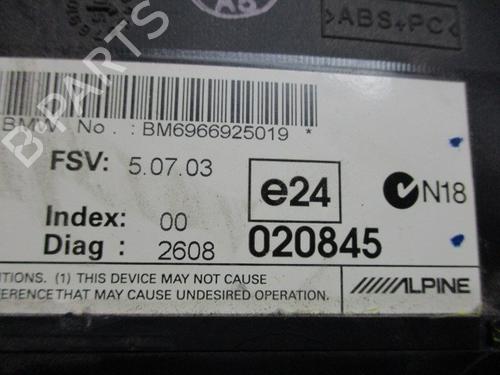 A6
>ABS+PC<
BMW No.: BM6966925019 *
FSV: 5.07.03
e24
N18
Index: 00
Diag: 2608
020845
TIONS. (1) THIS DEVICE MAY NOT CAUSE
ERENCE THAT MAY CAUSE UNDESIRED OPERATION.
ALPINE
B